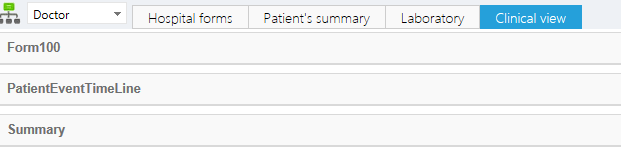 Doctor Hospital forms Patient's summary Laboratory Clinical view
Form100
PatientEventTimeLine
Summary